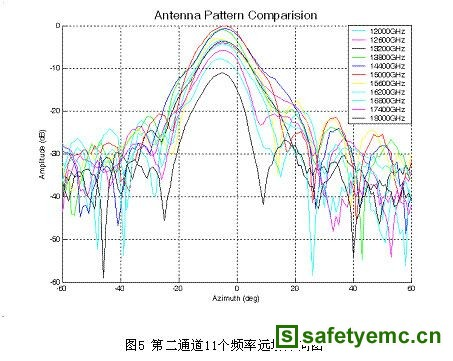 Antenna Pattern Comparision
0
-10
-20
-30
-40
-50
-60
Amplitude (dB)
-60
-40
-20
0
20
40
60
Azimuth (deg)
12000GHz
12600GHz
13200GHz
13800GHz
14400GHz
15000GHz
15600GHz
16200GHz
16800GHz
17400GHz
18000GHz
图5 第二通道11个频率远场
S safetyemc.cn